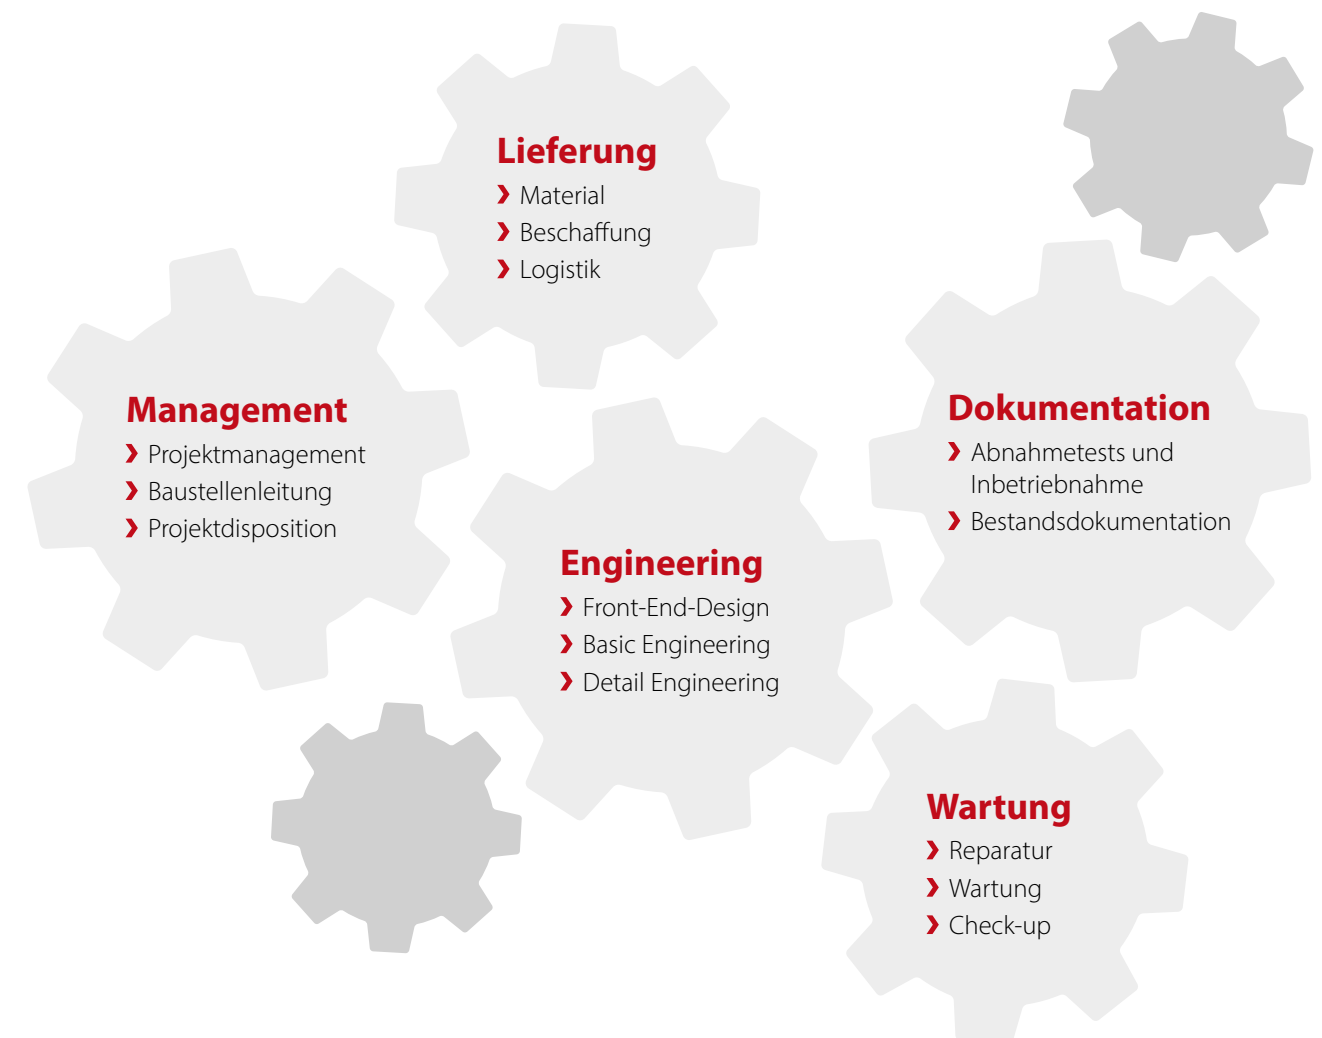 Lieferung
❯ Material
❯ Beschaffung
❯ Logistik
Management
❯ Projektmanagement
❯ Baustellenleitung
❯ Projektdisposition
Dokumentation
❯ Abnahmetests und
Inbetriebnahme
❯ Bestandsdokumentation
Engineering
❯ Front-End-Design
❯ Basic Engineering
❯ Detail Engineering
Wartung
❯ Reparatur
❯ Wartung
❯ Check-up